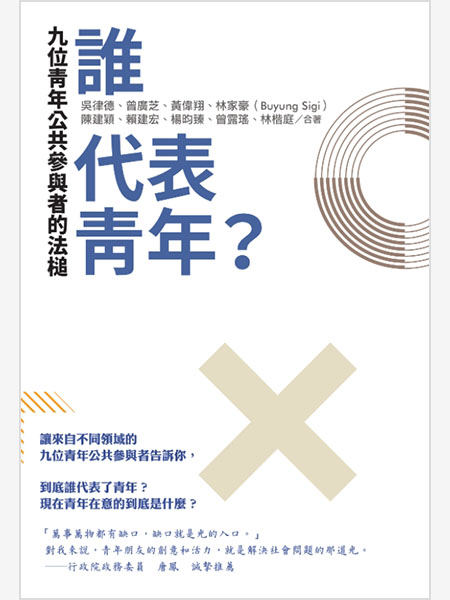 誰
代表
青年？
九位青年公共參與者的法槌
吳律德、曾廣芝、黃偉翔、林家豪（Buyung Sigi）
陳建穎、賴建宏、楊昀臻、曾露瑤、林楷庭／合著
讓來自不同領域的
九位青年公共參與者告訴你，
到底誰代表了青年？
現在青年在意的到底是什麼？
「萬事萬物都有缺口，缺口就是光的入口。」
對我來說，青年朋友的創意和活力，就是解決社會問題的那道光。
——行政院政務委員　唐鳳　誠摯推薦